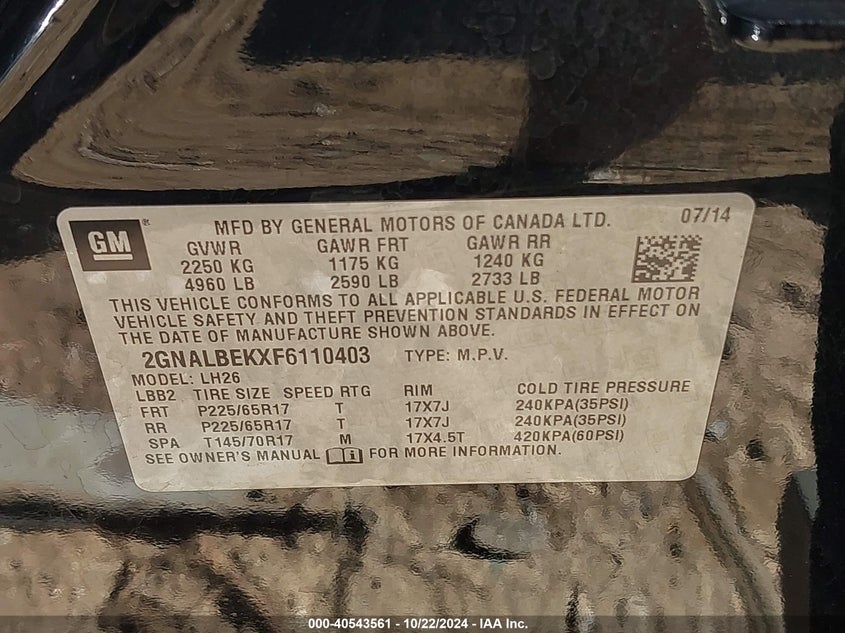 GM ® MFD BY GENERAL MOTORS OF CANADA LTD. 07/14
GVWR GAWR FRT GAWR RR
2250 KG 1175 KG 1240 KG
4960 LB 2590 LB 2733 LB
THIS VEHICLE CONFORMS TO ALL APPLICABLE U.S. FEDERAL MOTOR
VEHICLE SAFETY AND THEFT PREVENTION STANDARDS IN EFFECT ON
THE DATE OF MANUFACTURE SHOWN ABOVE.
2GNALBEKXF6110403 TYPE: M.P.V.
MODEL: LH26
LBB2 TIRE SIZE SPEED RTG RIM COLD TIRE PRESSURE
FRT P225/65R17 T 17X7J 240KPA(35PSI)
RR P225/65R17 T 17X7J 240KPA(35PSI)
SPA T145/70R17 M 17X4.5T 420KPA(60PSI)
SEE OWNER'S MANUAL FOR MORE INFORMATION.
000-40543561 - 10/22/2024 - IAA Inc.